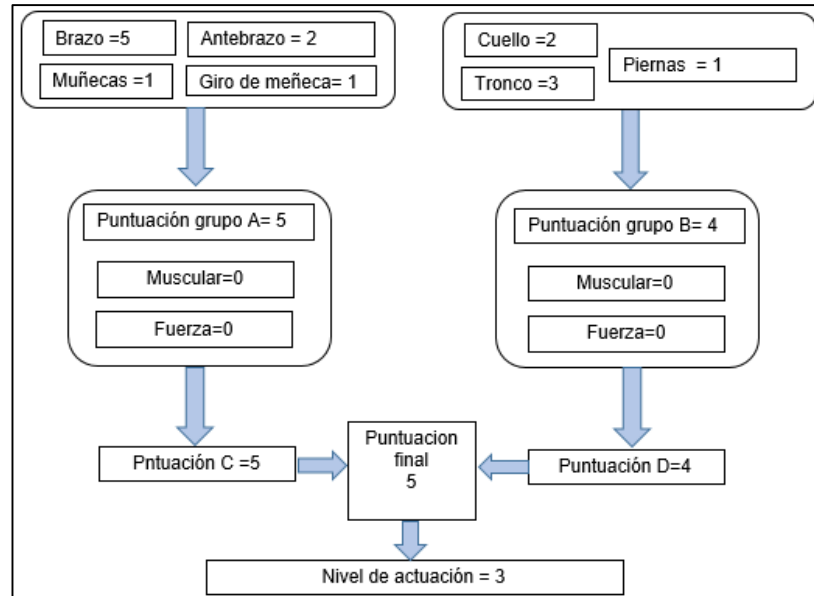 Brazo =5
Antebrazo = 2
Muñecas =1
Giro de meñeca= 1
Cuello =2
Piernas = 1
Tronco =3
Puntuación grupo A= 5
Muscular=0
Fuerza=0
Puntuación grupo B= 4
Muscular=0
Fuerza=0
Pntuación C =5
Puntuacion
final
5
Puntuación D=4
Nivel de actuación = 3